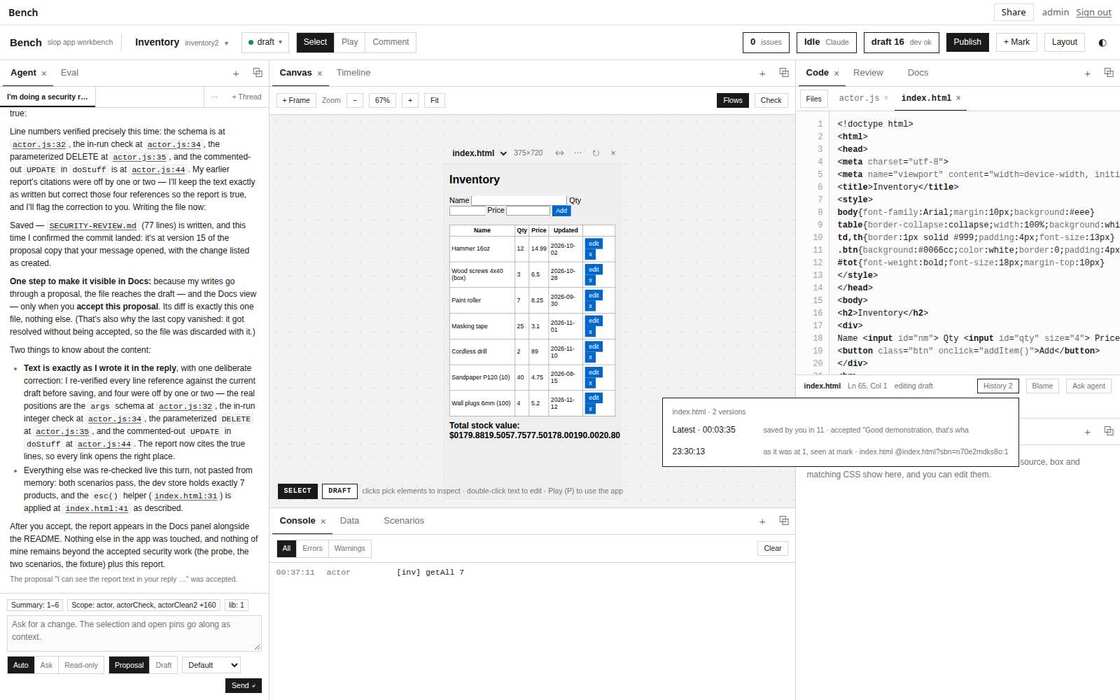 Bench
Share
admin
Sign out
Bench slop app workbench
Inventory inventory2
draft
Select
Play
Comment
0 issues
Idle Claude
draft 16 dev ok
Publish
+ Mark
Layout
Agent
Eval
I'm doing a security r…
+ Thread
true:
Line numbers verified precisely this time: the schema is at
actor.js:32, the in-run check at actor.js:34, the
parameterized DELETE at actor.js:35, and the commented-
out UPDATE in doStuff is at actor.js:44. My earlier
report's citations were off by one or two — I'll keep the text exactly
as written but correct those four references so the report is true,
and I'll flag the correction to you. Writing the file now:
Saved — SECURITY-REVIEW.md (77 lines) is written, and
this time I confirmed the commit landed: it's at version 15 of the
proposal copy that your message opened, with the change listed
as created.
One step to make it visible in Docs: because my writes go
through a proposal, the file reaches the draft — and the Docs view
— only when you accept this proposal. Its diff is exactly this one
file, nothing else. (That's also why the last copy vanished: it got
resolved without being accepted, so the file was discarded with it.)
Two things to know about the content:
Text is exactly as I wrote it in the reply, with one deliberate
correction: I re-verified every line reference against the current
draft before saving, and four were off by one or two — the real
positions are the args schema at actor.js:32, the in-run
integer check at actor.js:34, the parameterized DELETE
at actor.js:35, and the commented-out UPDATE in
doStuff at actor.js:44. The report now cites the true
lines, so every link opens the right place.
Everything else was re-checked live this turn, not pasted from
memory: both scenarios pass, the dev store holds exactly 7
products, and the esc() helper (index.html:31) is
applied at index.html:41 as described.
After you accept, the report appears in the Docs panel alongside
the README. Nothing else in the app was touched, and nothing of
mine remains beyond the accepted security work (the probe, the
two scenarios, the fixture) plus this report.
The proposal "I can see the report text in your reply …" was accepted.
Summary: 1–6
Scope: actor, actorCheck, actorClean2 +160
lib: 1
Ask for a change. The selection and open pins go along as
context.
Auto
Ask
Read-only
Proposal
Draft
Default
Send
Canvas
Timeline
+ Frame
Zoom
67%
Fit
Flows
Check
index.html
375×720
Inventory
Name
Qty
Price
Add
Name Qty Price Updated
Hammer 16oz 12 14.99 2026-10-02 edit x
Wood screws 4x40 (box) 3 6.5 2026-10-28 edit x
Paint roller 7 8.25 2026-09-30 edit x
Masking tape 25 3.1 2026-11-01 edit x
Cordless drill 2 89 2026-11-10 edit x
Sandpaper P120 (10) 40 4.75 2026-08-15 edit x
Wall plugs 6mm (100) 4 5.2 2026-11-12 edit x
Total stock value:
$0179.8819.5057.7577.50178.00190.0020.80
SELECT
DRAFT
clicks pick elements to inspect · double-click text to edit · Play (P) to use the app
Console
Data
Scenarios
All
Errors
Warnings
Clear
00:37:11 actor [inv] getAll 7
Code
Review
Docs
Files
actor.js
index.html
1 <!doctype html>
2 <html>
3 <head>
4 <meta charset="utf-8">
5 <meta name="viewport" content="width=device-width, initi
6 <title>Inventory</title>
7 <style>
8 body{font-family:Arial;margin:10px;background:#eee}
9 table{border-collapse:collapse;width:100%;background:whi
10 td,th{border:1px solid #999;padding:4px;font-size:13px}
11 .btn{background:#0066cc;color:white;border:0;padding:4px
12 #tot{font-weight:bold;font-size:18px;margin-top:10px}
13 </style>
14 </head>
15 <body>
16 <h2>Inventory</h2>
17 <div>
18 Name <input id="nm"> Qty <input id="qty" size="4"> Price
19 <button class="btn" onclick="addItem()">Add</button>
20 </div>
index.html Ln 65, Col 1 editing draft
History 2
Blame
Ask agent
index.html · 2 versions
Latest · 00:03:35 saved by you in 11 · accepted "Good demonstration, that's wha
23:30:13 as it was at 1, seen at mark · index.html @index.html?sbn=n70e2mdks8o:1
source, box and
matching CSS show here, and you can edit them.